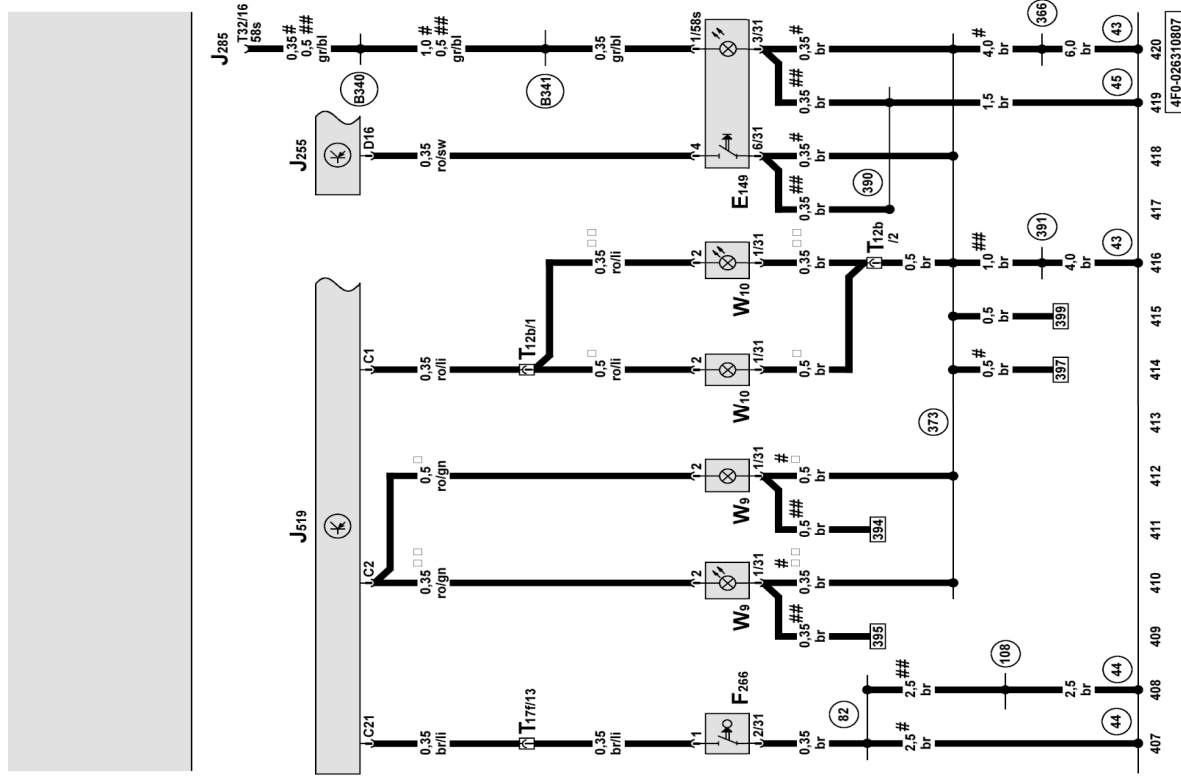 J519
J255
J285
T32/16
58s
C21
C2
C1
D16
0,35 #
0,5 ##
gr/bl
B340
1,0 #
0,5 ##
gr/bl
B341
0,35
gr/bl
0,35
br/li
T17f/13
0,35
br/li
0,35
ro/gn
0,5
ro/gn
0,35
ro/li
T12b/1
0,5
ro/li
0,35
ro/li
0,35
ro/sw
1
2
2
2
2
4
1/58s
F266
W9
W9
W10
W10
E149
2/31
1/31
1/31
1/31
1/31
6/31
3/31
0,35
br
0,35 ##
br
395
0,35 #
br
0,5 ##
br
394
0,5 #
br
0,5
br
0,35
br
0,35 ##
br
0,35 #
br
0,35 ##
br
0,35 #
br
T12b
/2
390
82
2,5 #
br
2,5 ##
br
108
2,5
br
373
0,5
br
0,5 #
br
397
0,5
br
399
1,0 ##
br
391
4,0
br
1,5
br
4,0 #
br
366
6,0
br
44
44
43
45
43
407 408 409 410 411 412 413 414 415 416 417 418 419 420
4F0-026310807